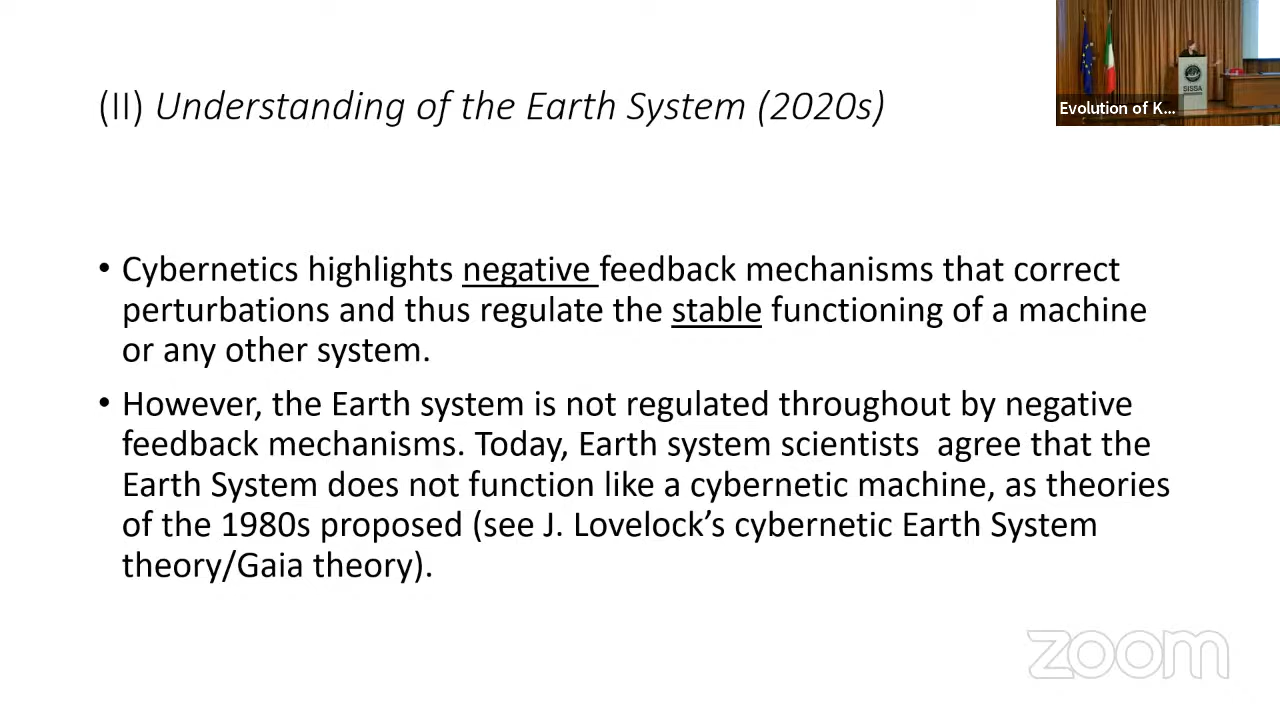 (II) Understanding of the Earth System (2020s)
SISSA
Evolution of K...
• Cybernetics highlights negative feedback mechanisms that correct
perturbations and thus regulate the stable functioning of a machine
or any other system.
• However, the Earth system is not regulated throughout by negative
feedback mechanisms. Today, Earth system scientists  agree that the
Earth System does not function like a cybernetic machine, as theories
of the 1980s proposed (see J. Lovelock’s cybernetic Earth System
theory/Gaia theory).
zoom